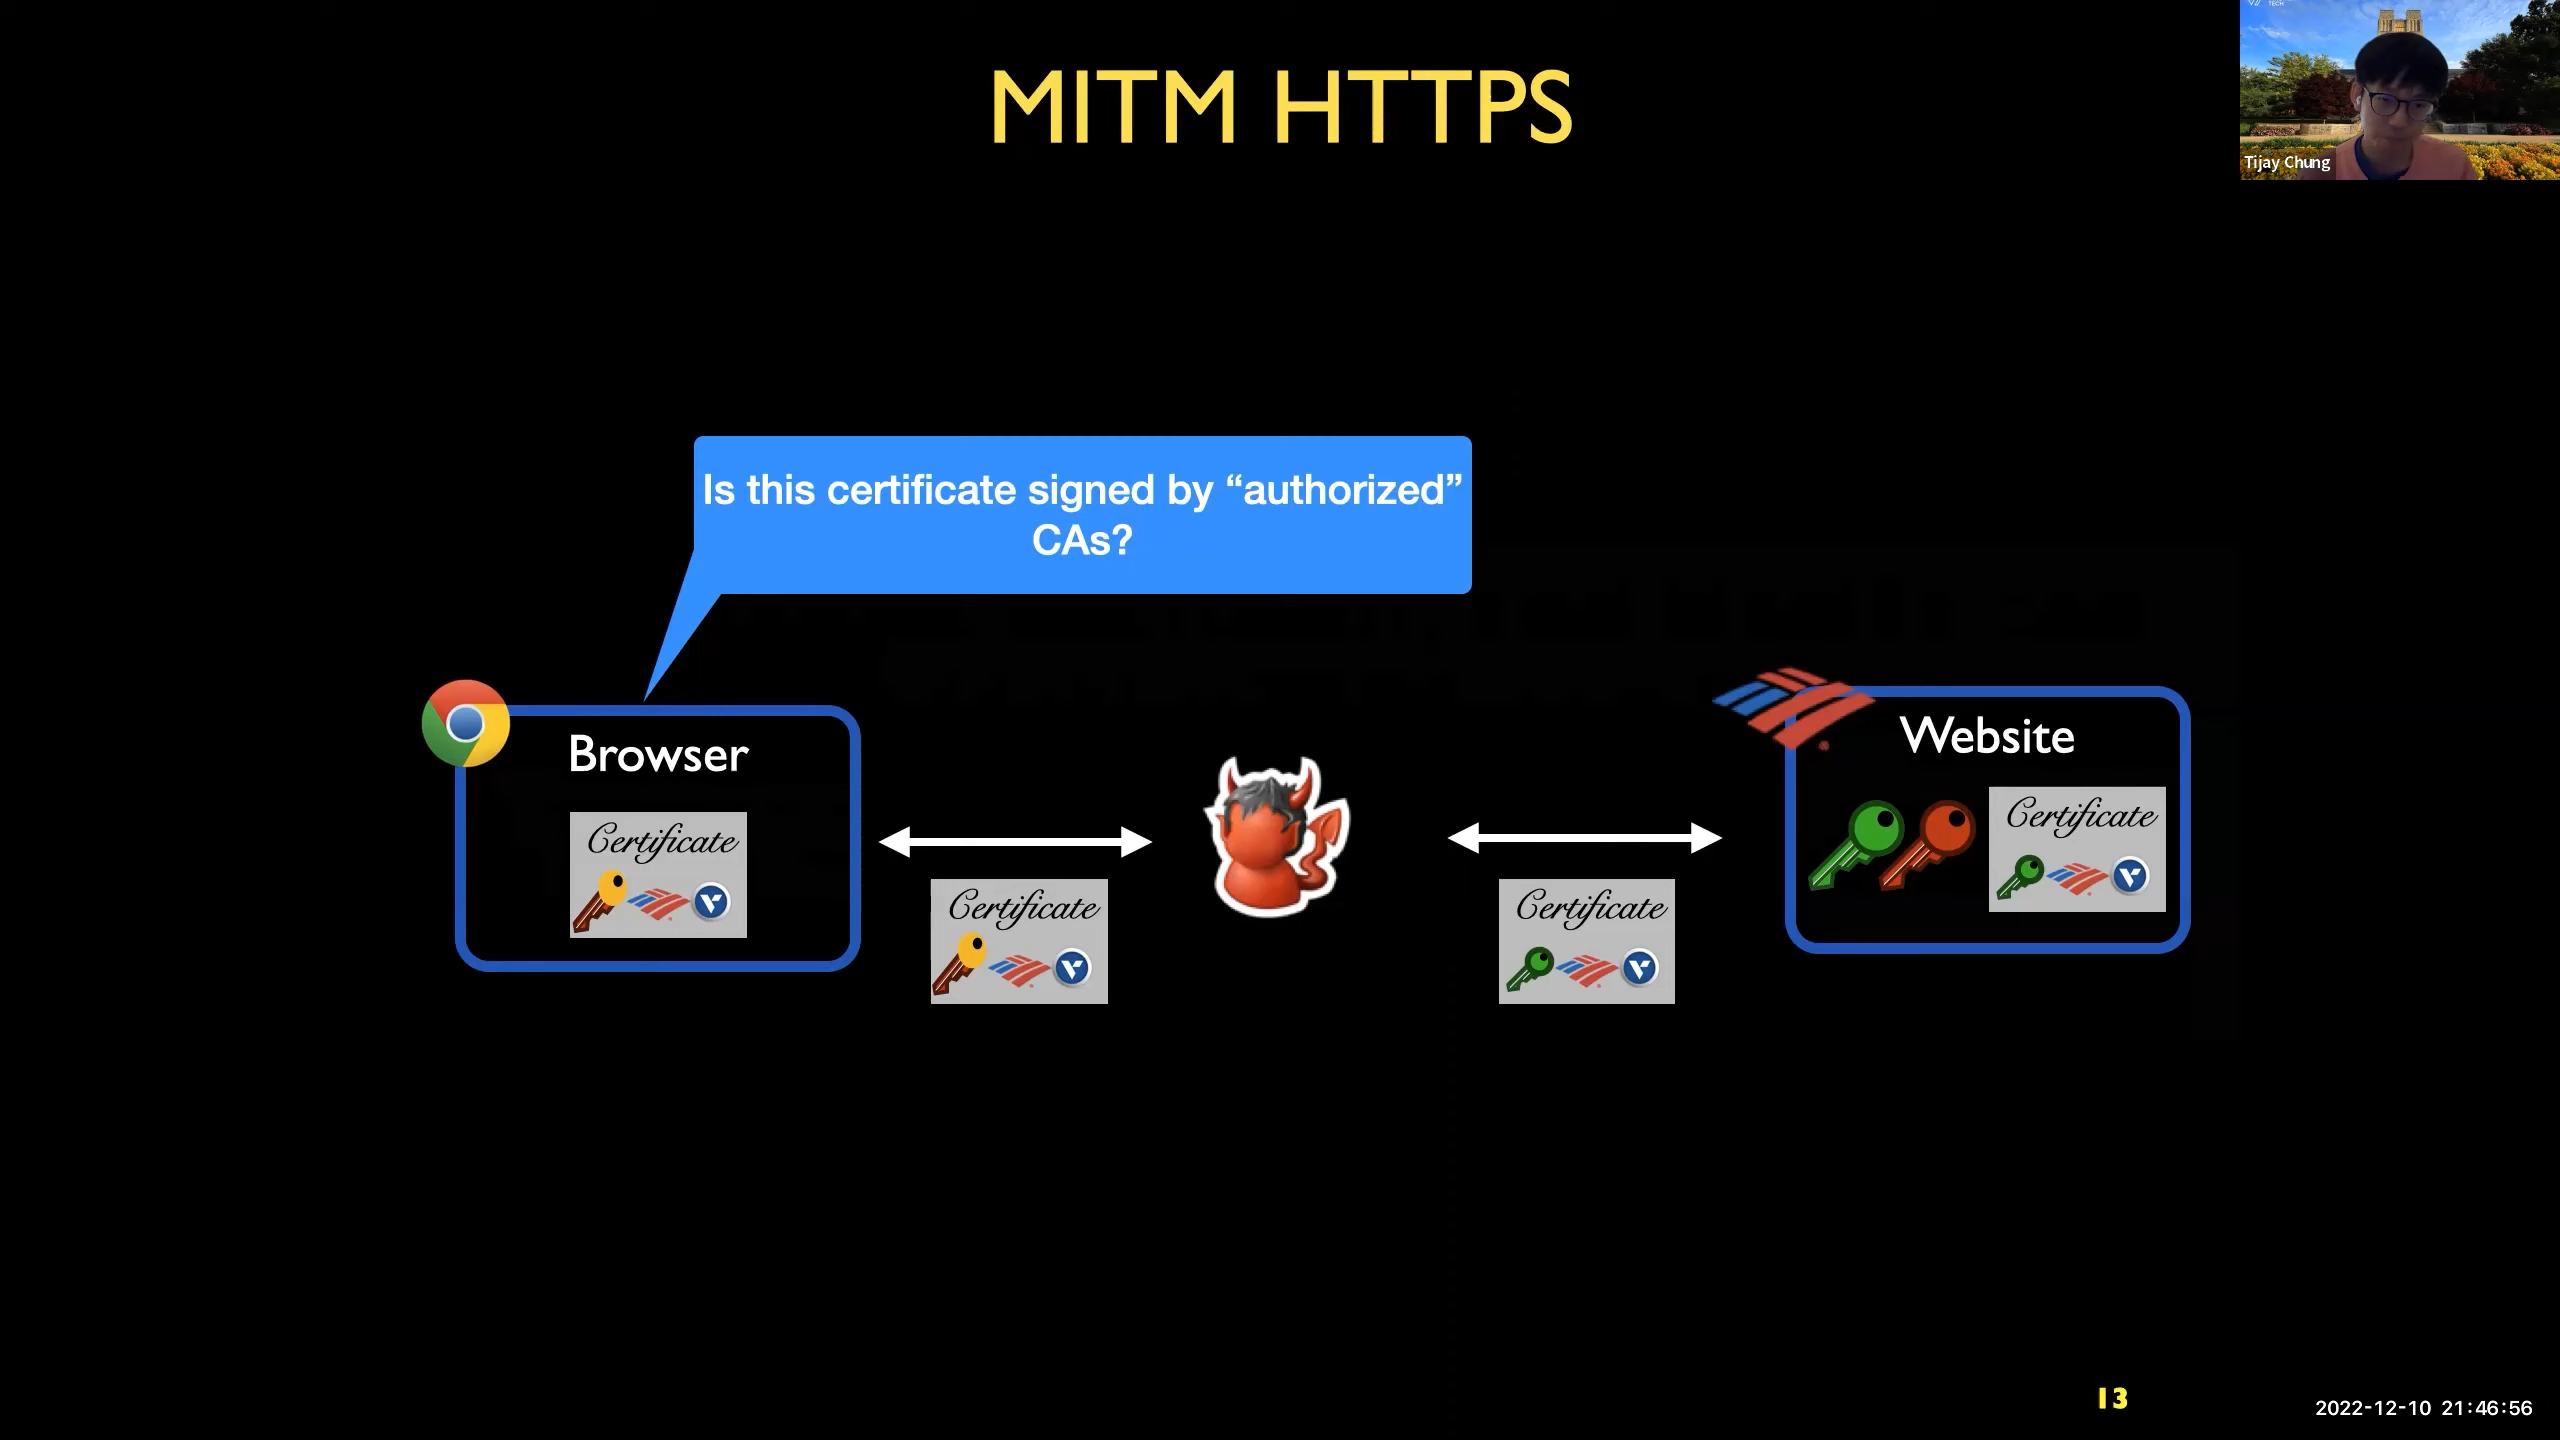 TECH
MITM HTTPS
Tijay Chung
Is this certificate signed by “authorized”
CAs?
Browser
Website
Certificate
Certificate
Certificate
Certificate
13
2022-12-10 21:46:56